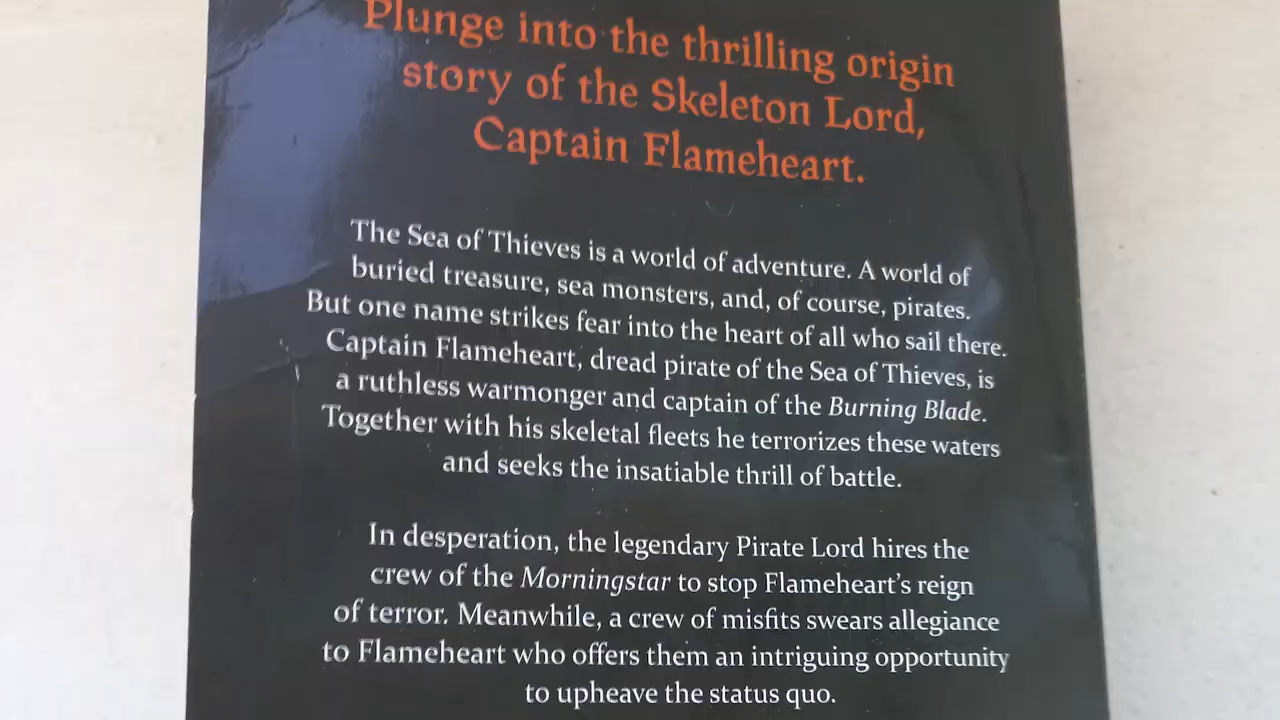 Plunge into the thrilling origin
story of the Skeleton Lord,
Captain Flameheart.
The Sea of Thieves is a world of adventure. A world of
buried treasure, sea monsters, and, of course, pirates.
But one name strikes fear into the heart of all who sail there.
Captain Flameheart, dread pirate of the Sea of Thieves, is
a ruthless warmonger and captain of the Burning Blade.
Together with his skeletal fleets he terrorizes these waters
and seeks the insatiable thrill of battle.
In desperation, the legendary Pirate Lord hires the
crew of the Morningstar to stop Flameheart's reign
of terror. Meanwhile, a crew of misfits swears allegiance
to Flameheart who offers them an intriguing opportunity
to upheave the status quo.